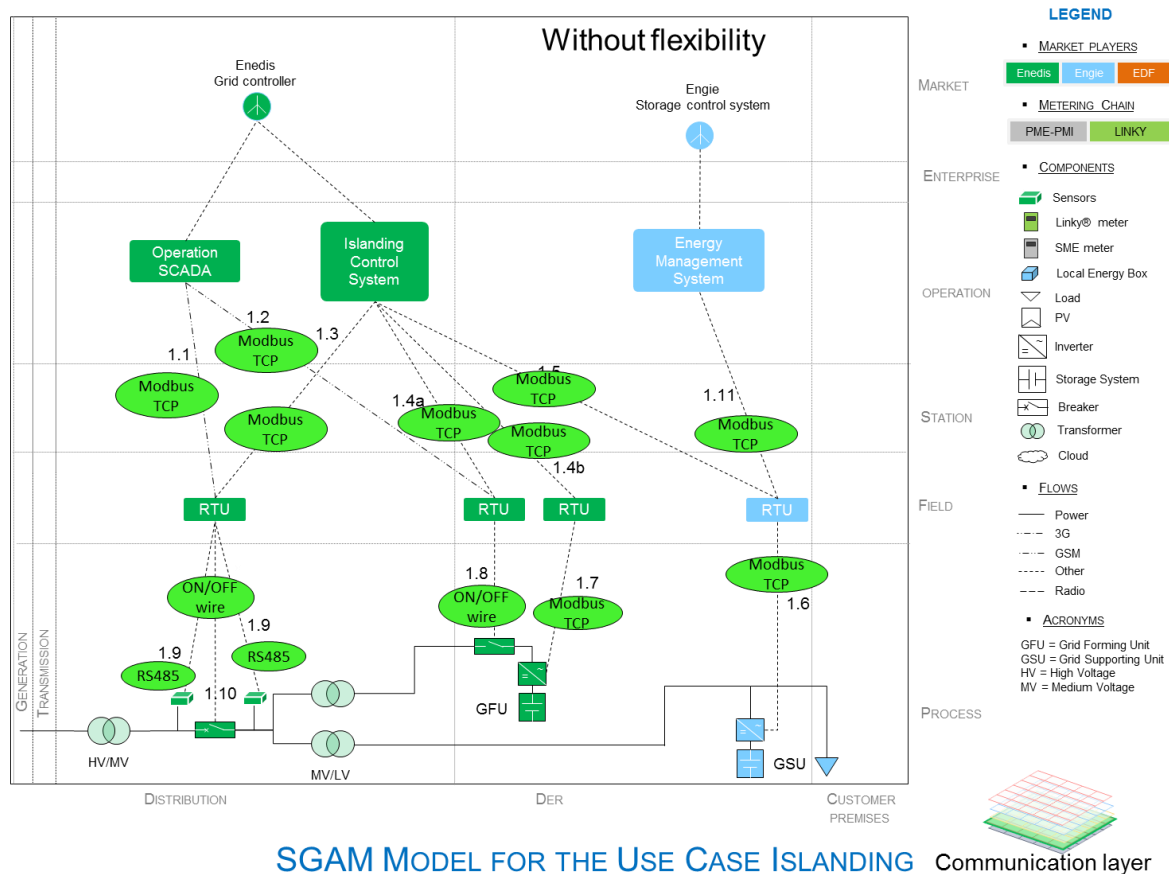 Without flexibility
Enedis
Grid controller
Engie
Storage control system
Operation
SCADA
Islanding
Control
System
Energy
Management
System
1.2
1.3
Modbus
TCP
1.1
Modbus
TCP
1.5
Modbus
TCP
1.4a
Modbus
TCP
Modbus
TCP
1.11
Modbus
TCP
Modbus
TCP
1.4b
RTU
RTU
RTU
RTU
ON/OFF
wire
1.8
ON/OFF
wire
1.7
Modbus
TCP
Modbus
TCP
1.6
1.9
RS485
1.9
RS485
1.10
HV/MV
MV/LV
GFU
GSU
GENERATION
TRANSMISSION
DISTRIBUTION
DER
CUSTOMER
PREMISES
MARKET
ENTERPRISE
OPERATION
STATION
FIELD
PROCESS
LEGEND
▪ MARKET PLAYERS
Enedis Engie EDF
▪ METERING CHAIN
PME-PMI LINKY
▪ COMPONENTS
Sensors
Linky® meter
SME meter
Local Energy Box
Load
PV
Inverter
Storage System
Breaker
Transformer
Cloud
▪ FLOWS
Power
3G
GSM
Other
Radio
▪ ACRONYMS
GFU = Grid Forming Unit
GSU = Grid Supporting Unit
HV = High Voltage
MV = Medium Voltage
SGAM MODEL FOR THE USE CASE ISLANDING
Communication layer